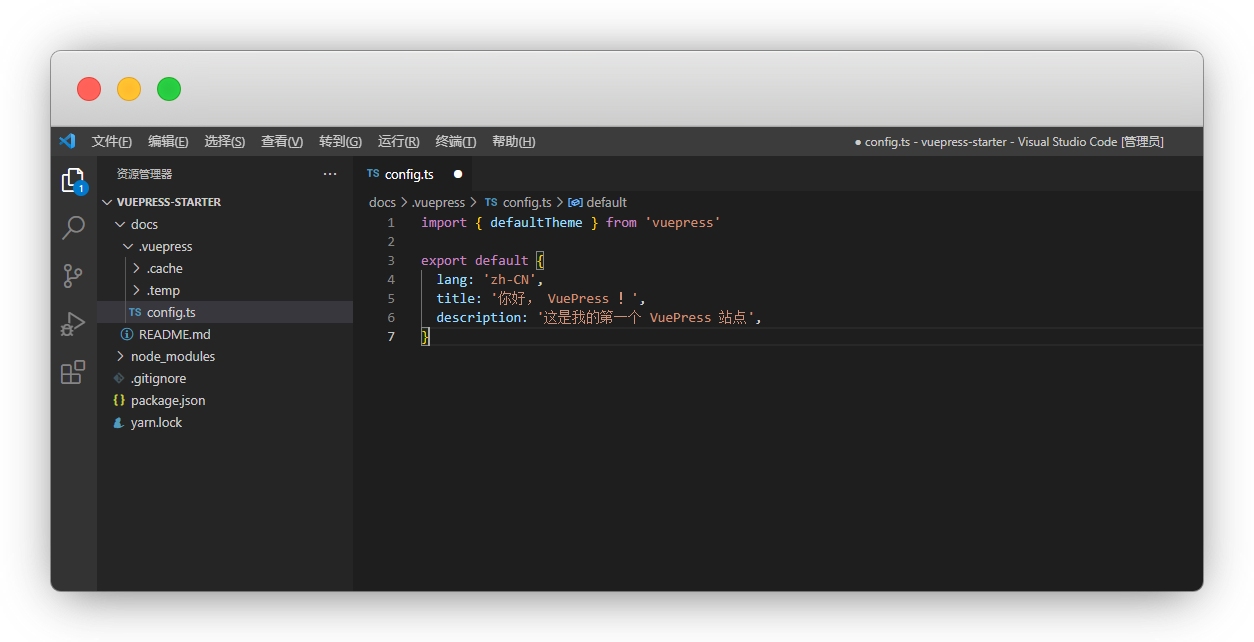 文件(F) 编辑(E) 选择(S) 查看(V) 转到(G) 运行(R) 终端(T) 帮助(H) ● config.ts - vuepress-starter - Visual Studio Code [管理员]
资源管理器 ···
1
VUEPRESS-STARTER
docs
.vuepress
.cache
.temp
TS config.ts
README.md
node_modules
.gitignore
{} package.json
yarn.lock
TS config.ts ●
docs > .vuepress > TS config.ts > default
1 import { defaultTheme } from 'vuepress'
2
3 export default {
4 lang: 'zh-CN',
5 title: '你好， VuePress ！',
6 description: '这是我的第一个 VuePress 站点',
7 }